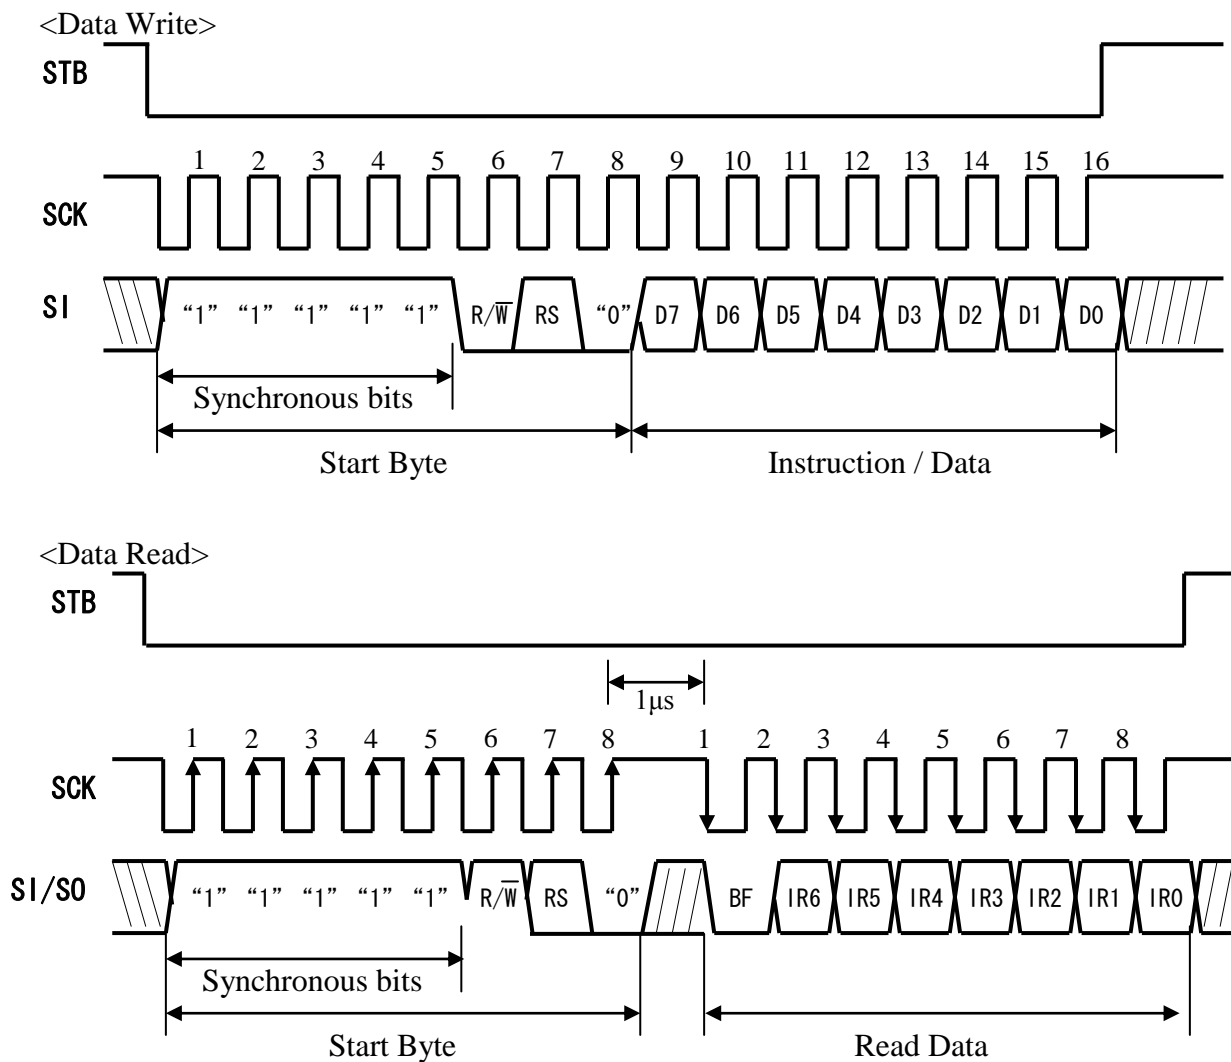 <Data Write>
STB
1 2 3 4 5 6 7 8 9 10 11 12 13 14 15 16
SCK
SI “1” “1” “1” “1” “1” R/W̅ RS “0” D7 D6 D5 D4 D3 D2 D1 D0
Synchronous bits
Start Byte Instruction / Data
<Data Read>
STB
1μs
1 2 3 4 5 6 7 8 1 2 3 4 5 6 7 8
SCK
SI/SO “1” “1” “1” “1” “1” R/W̅ RS “0” BF IR6 IR5 IR4 IR3 IR2 IR1 IR0
Synchronous bits
Start Byte Read Data